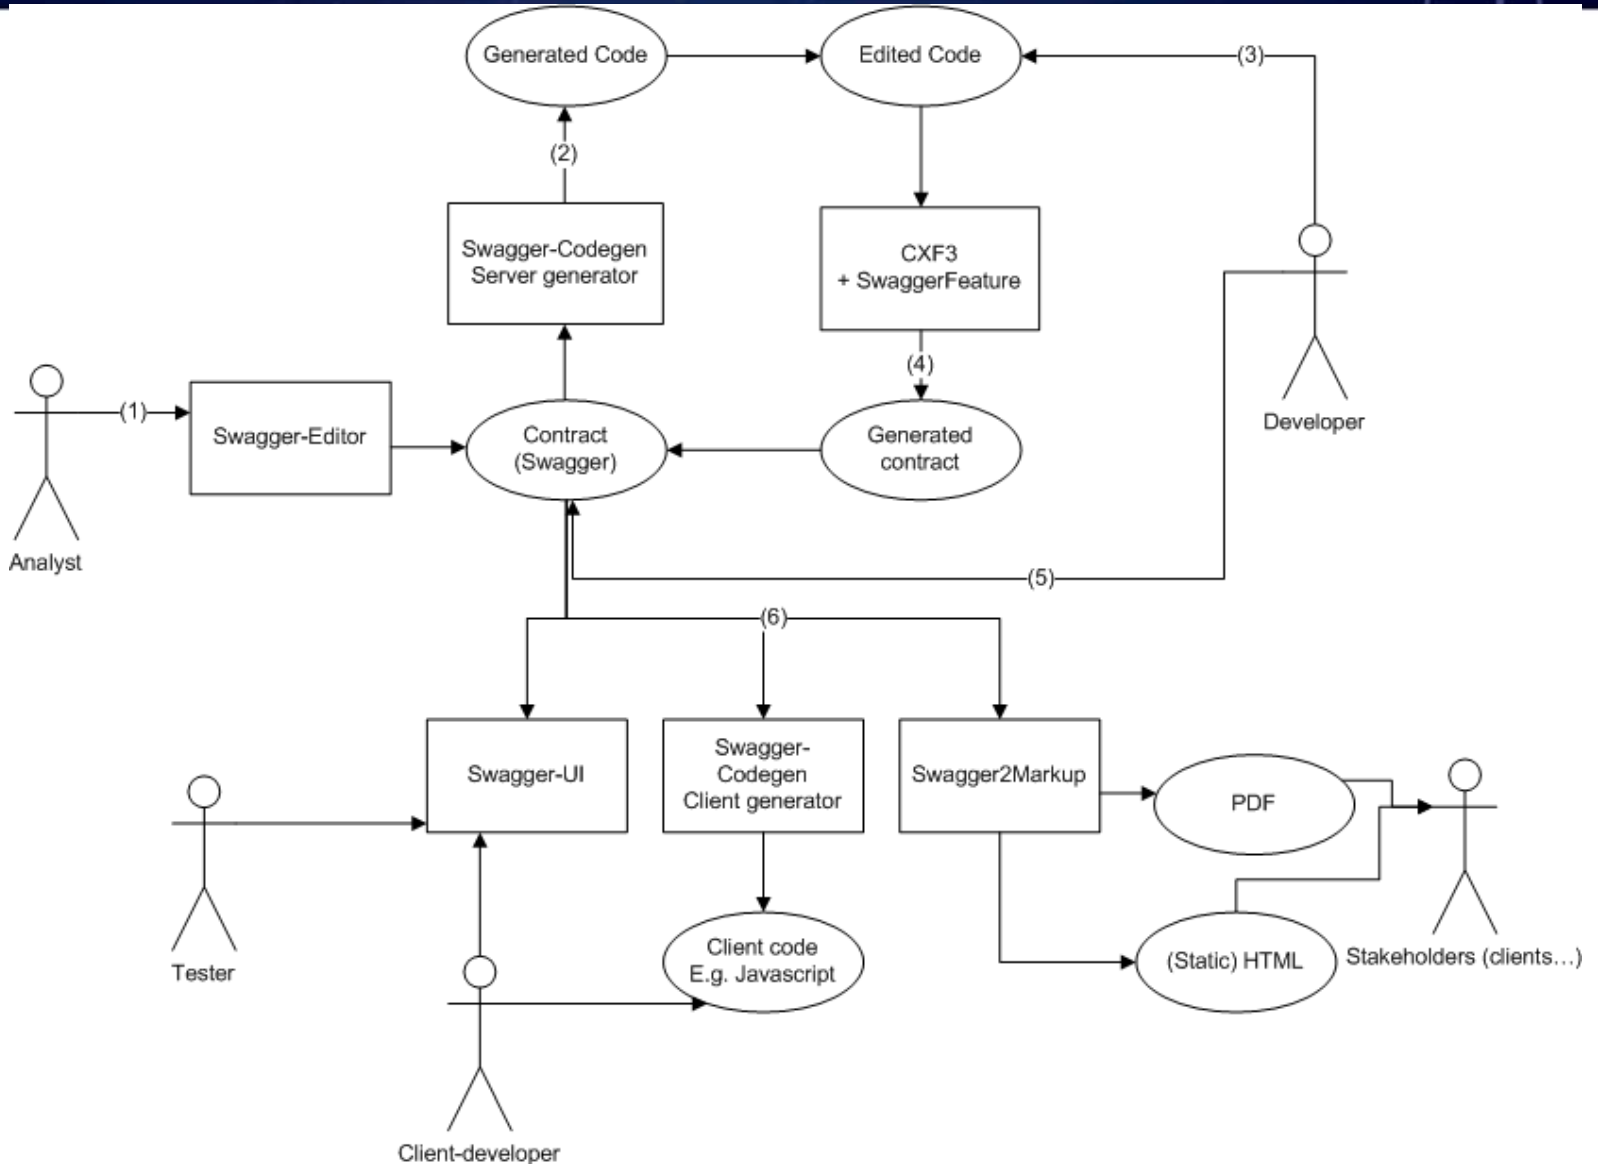 Generated Code
Edited Code
(3)
(2)
Swagger-Codegen
Server generator
CXF3
+ SwaggerFeature
(4)
Developer
(1)
Swagger-Editor
Contract
(Swagger)
Generated
contract
Analyst
(5)
(6)
Swagger-UI
Swagger-
Codegen
Client generator
Swagger2Markup
PDF
Tester
Client code
E.g. Javascript
(Static) HTML
Stakeholders (clients...)
Client-developer